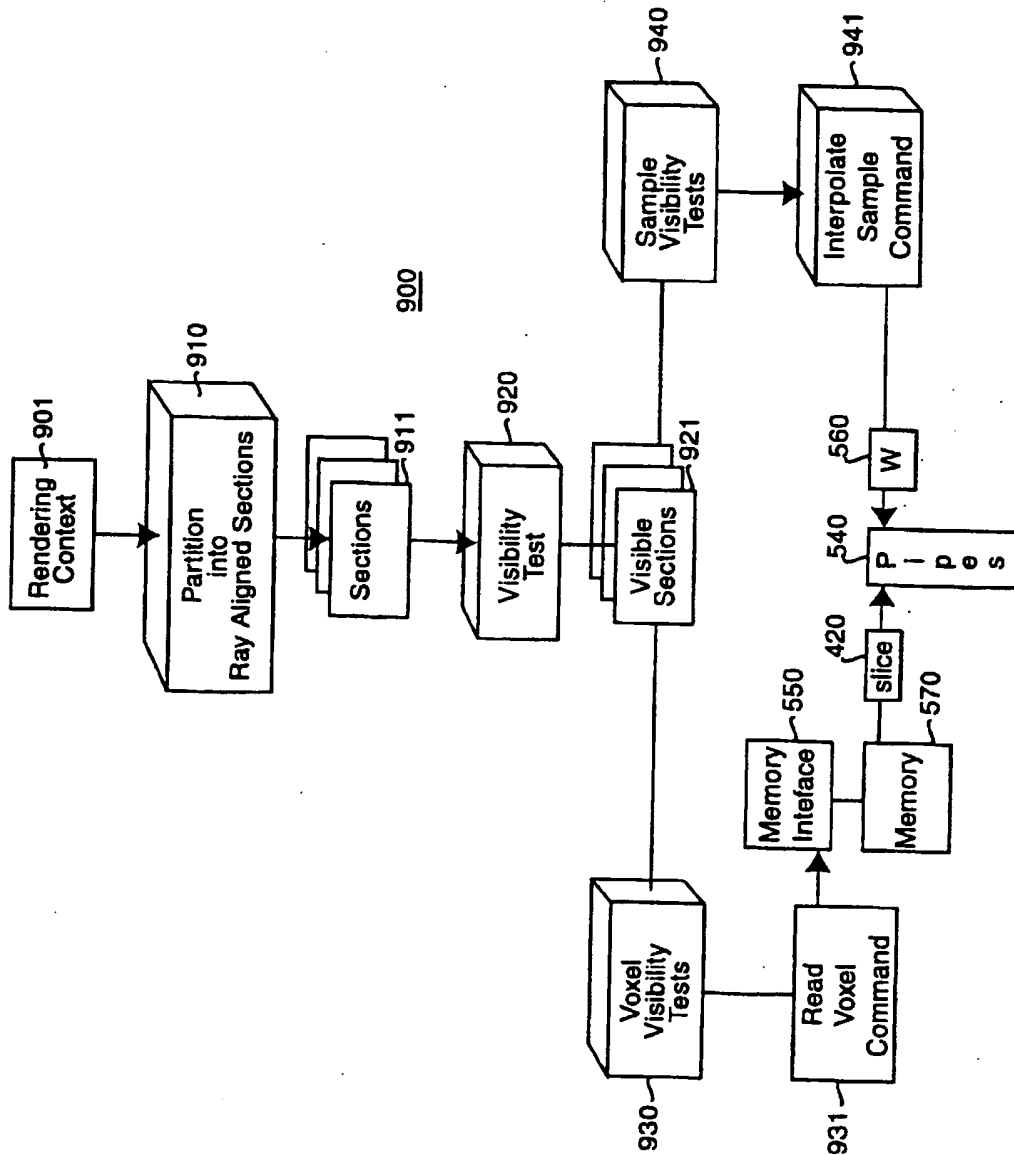 Rendering
Context
901
Partition
into
Ray Aligned Sections
910
Sections
911
Visibility
Test
920
900
Visible
Sections
921
Voxel
Visibility
Tests
930
Sample
Visibility
Tests
940
Read
Voxel
Command
931
Memory
Inteface
550
Memory
570
slice
420
Pipes
540
W
560
Interpolate
Sample
Command
941